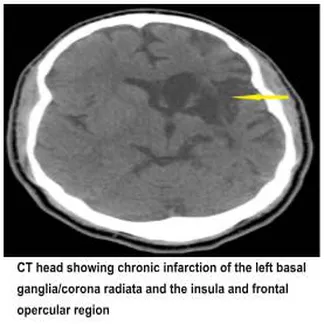 CT head showing chronic infarction of the left basal
ganglia/corona radiata and the insula and frontal
opercular region